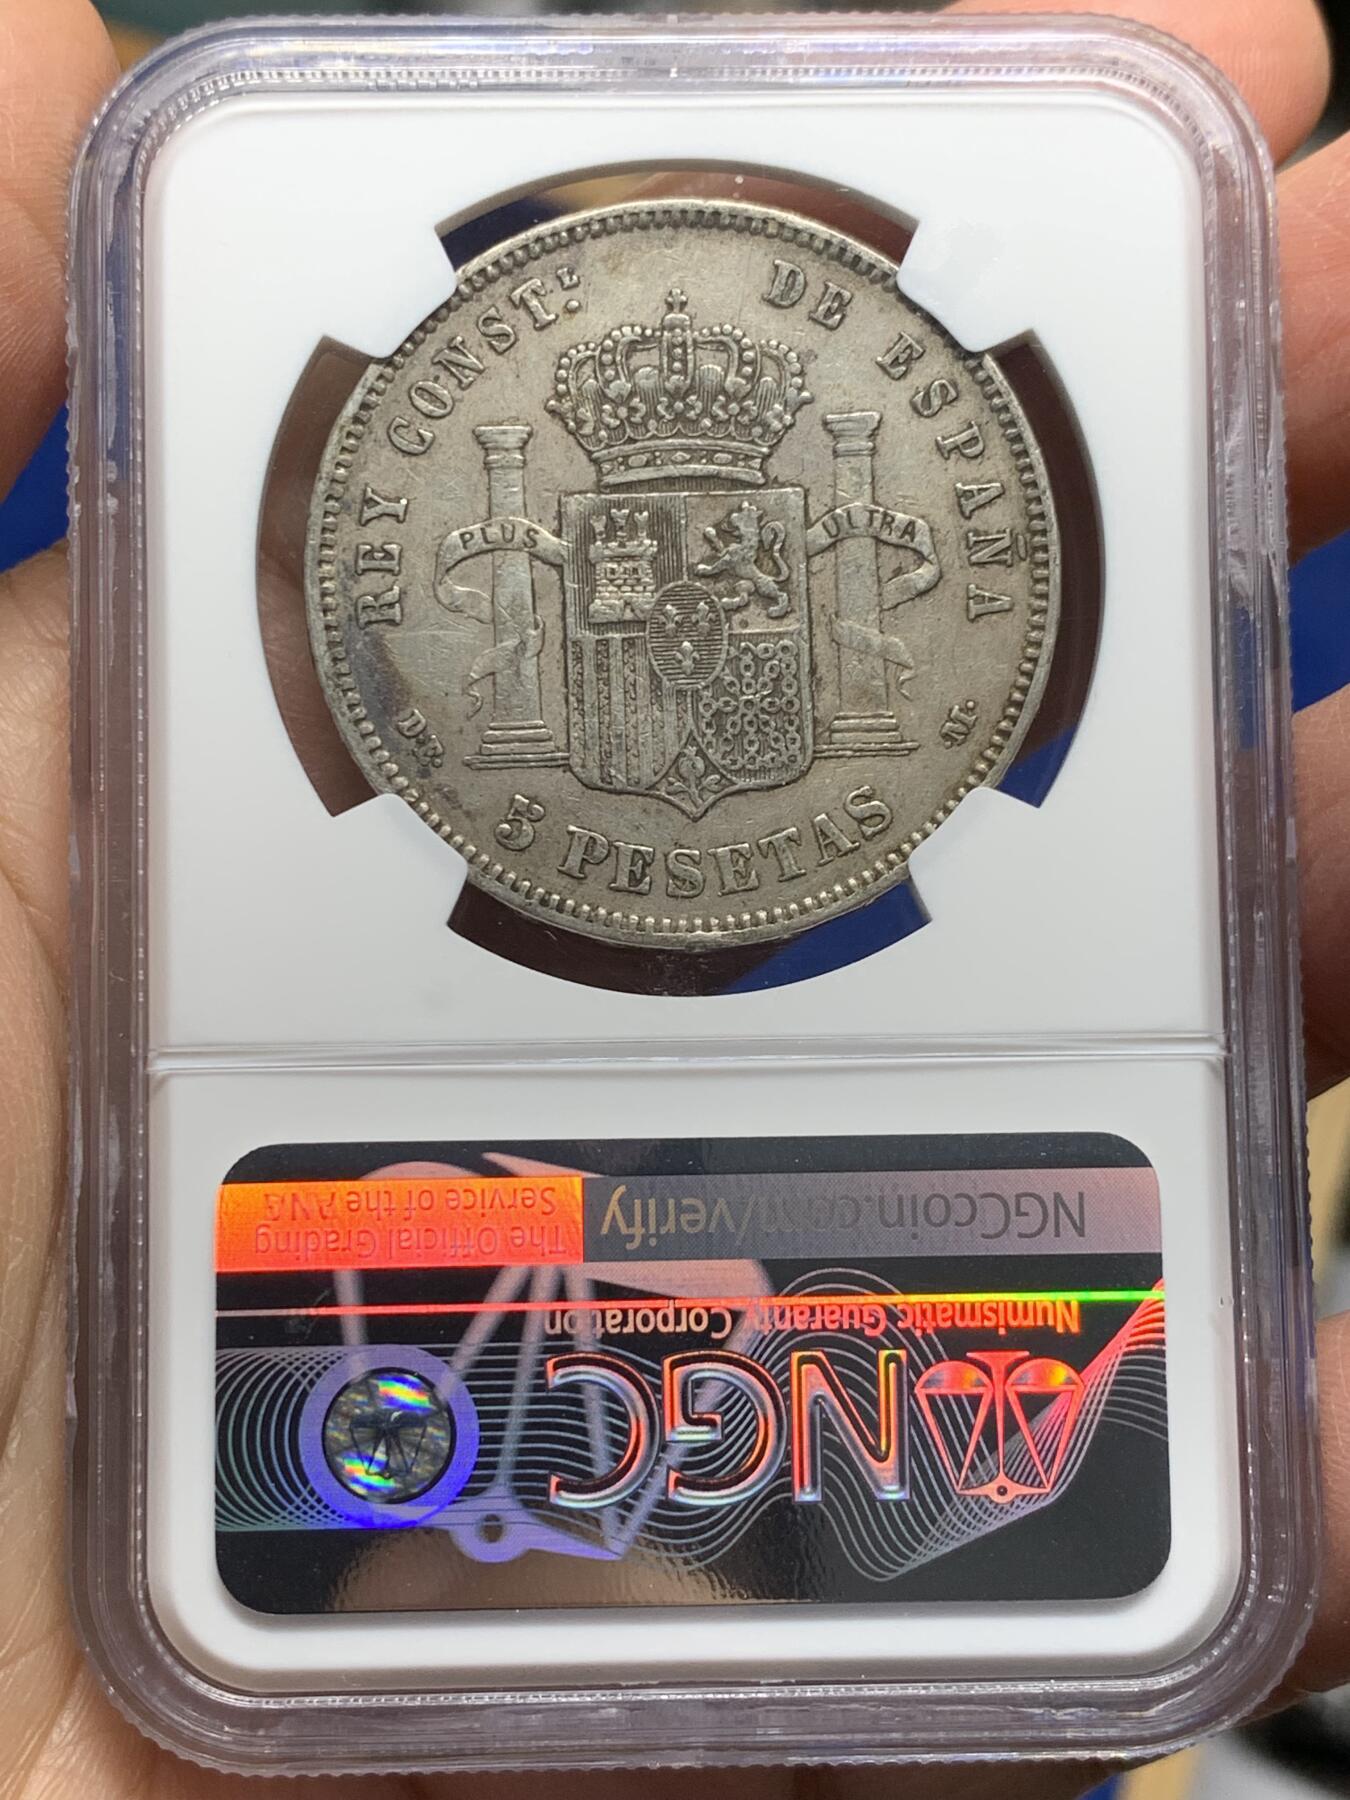 REY CONST.L DE ESPAÑA
PLUS ULTRA
D.E. .M.
5 PESETAS
NGCcoin.com/verify
The Official Grading
Service of the ANA
Numismatic Guaranty Corporation
NGC